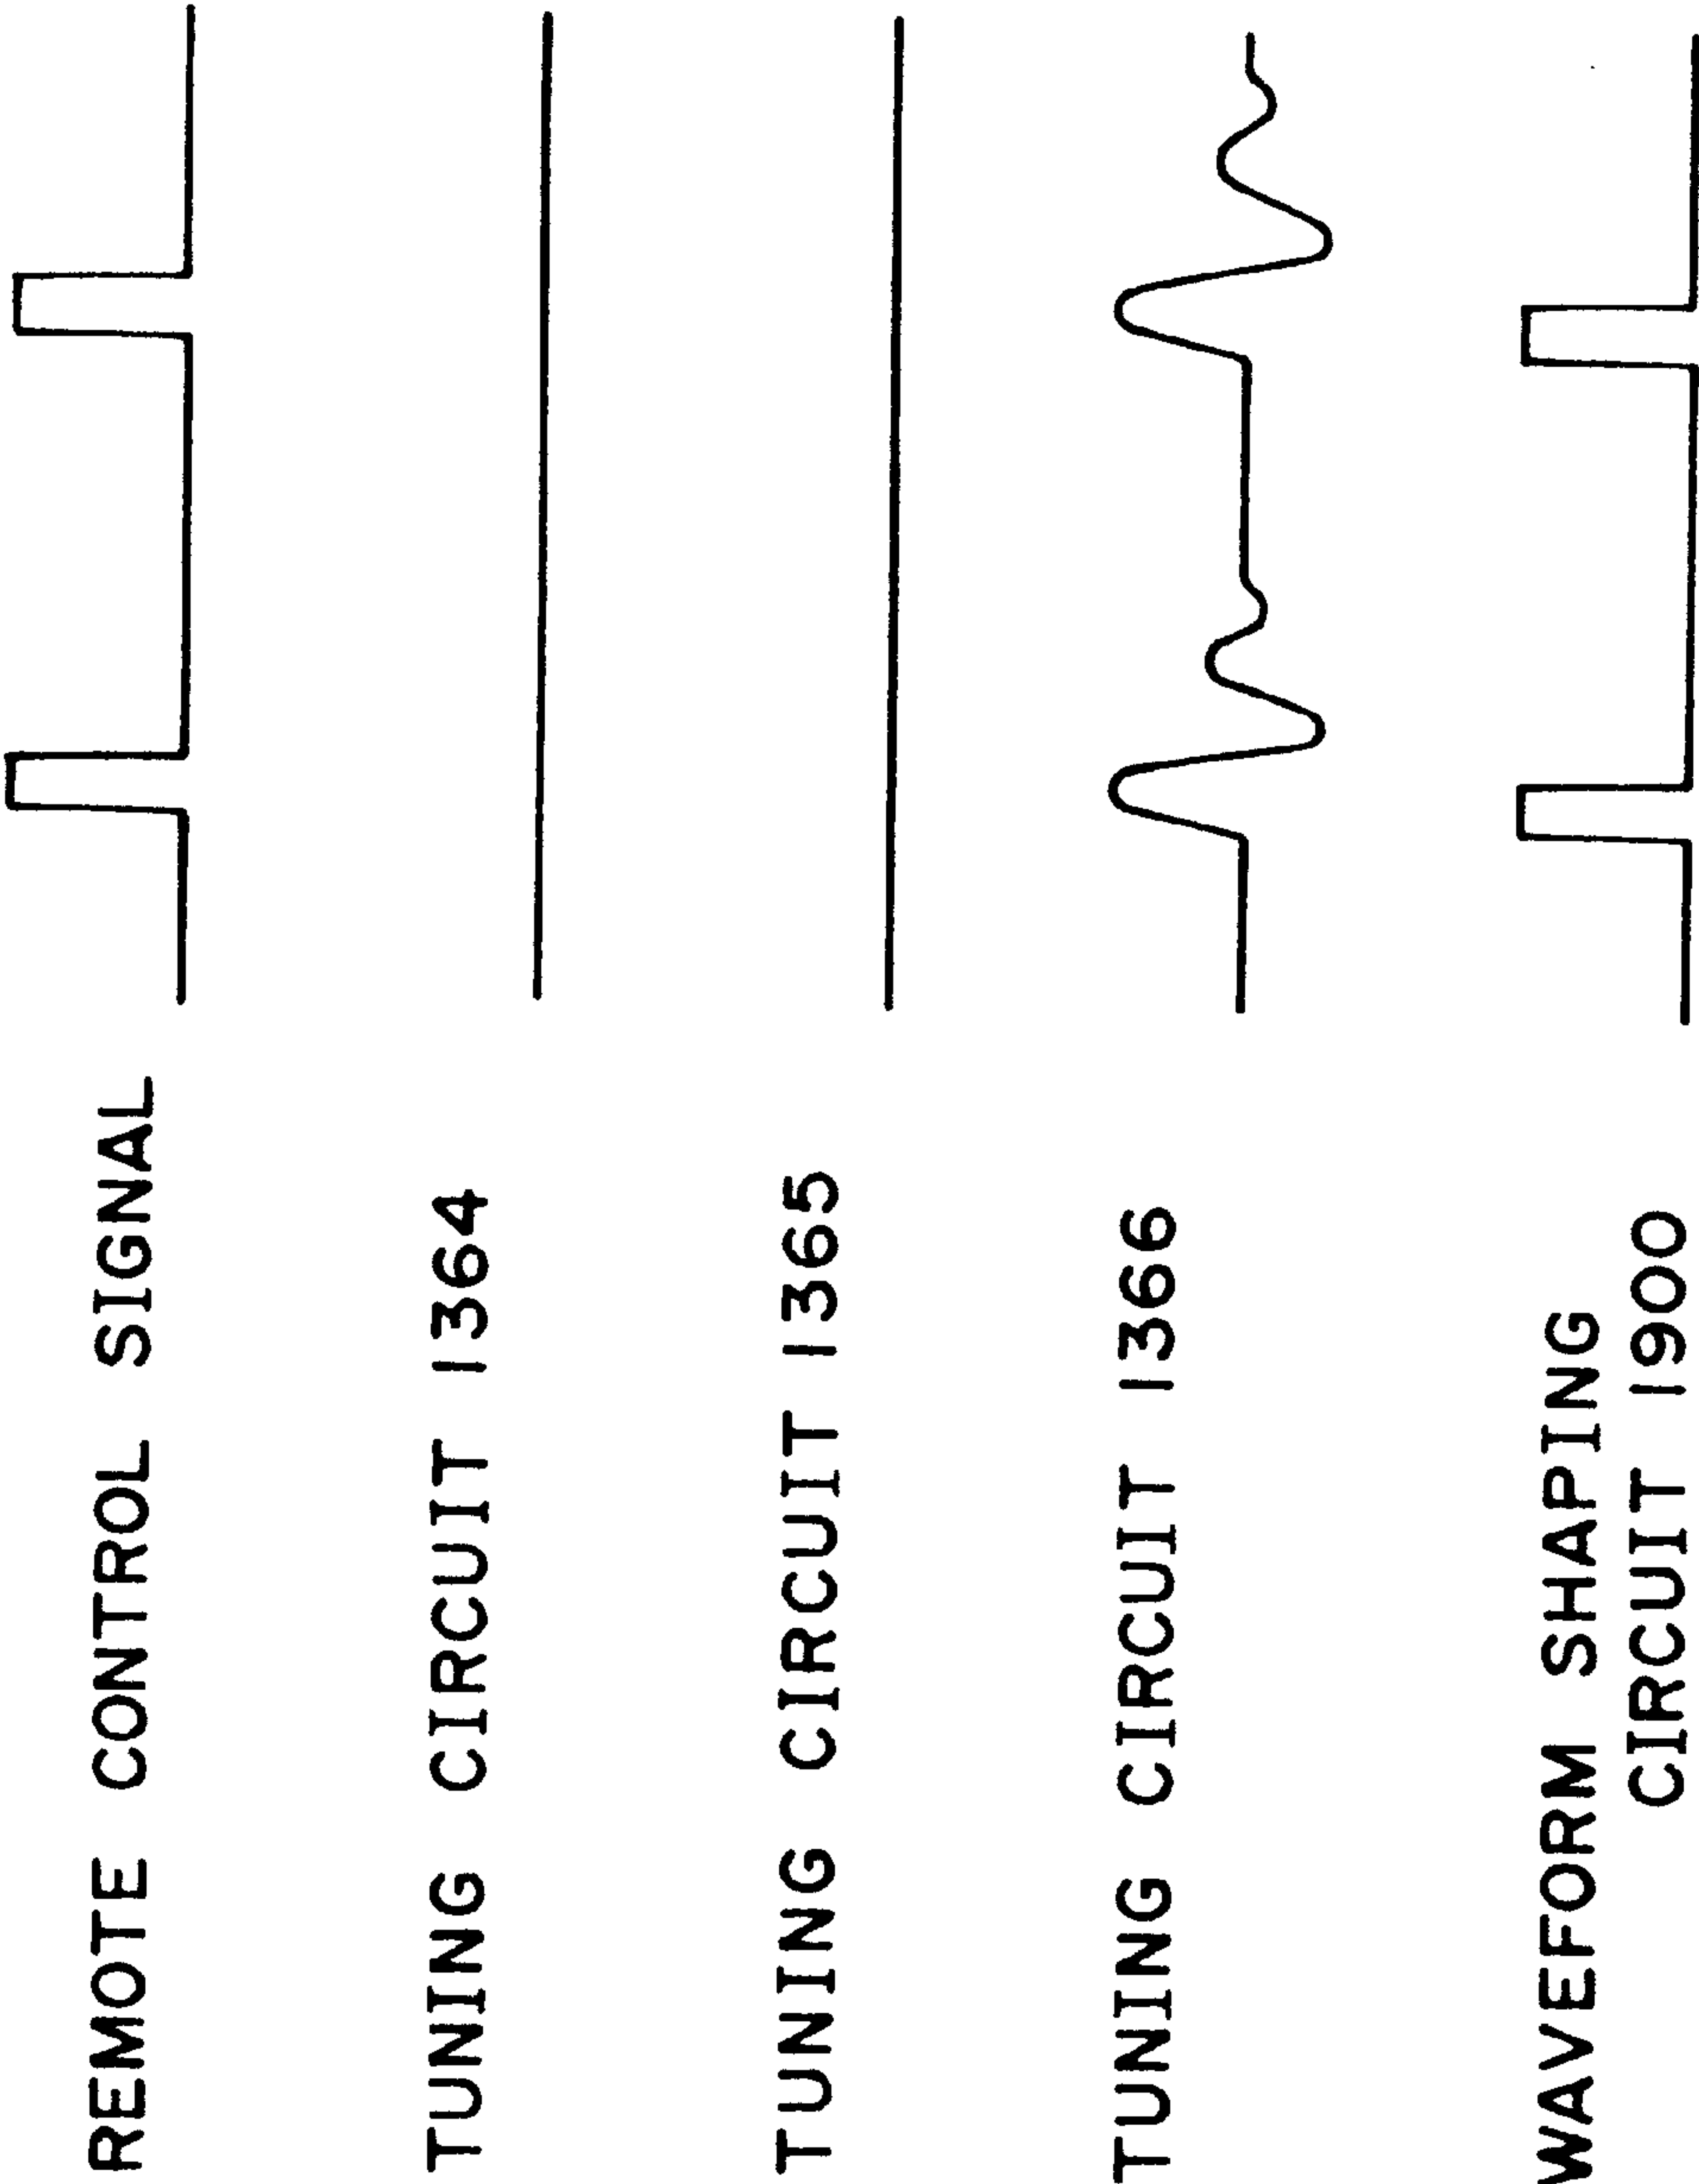 REMOTE CONTROL SIGNAL
TUNING CIRCUIT 1364
TUNING CIRCUIT 1365
TUNING CIRCUIT 1366
WAVEFORM SHAPING
CIRCUIT 1900